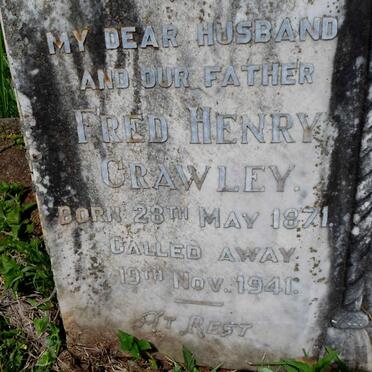 MY DEAR HUSBAND
AND OUR FATHER
FRED HENRY
CRAWLEY.
BORN 28TH MAY 1871.
CALLED AWAY
19TH NOV. 1941.
AT REST